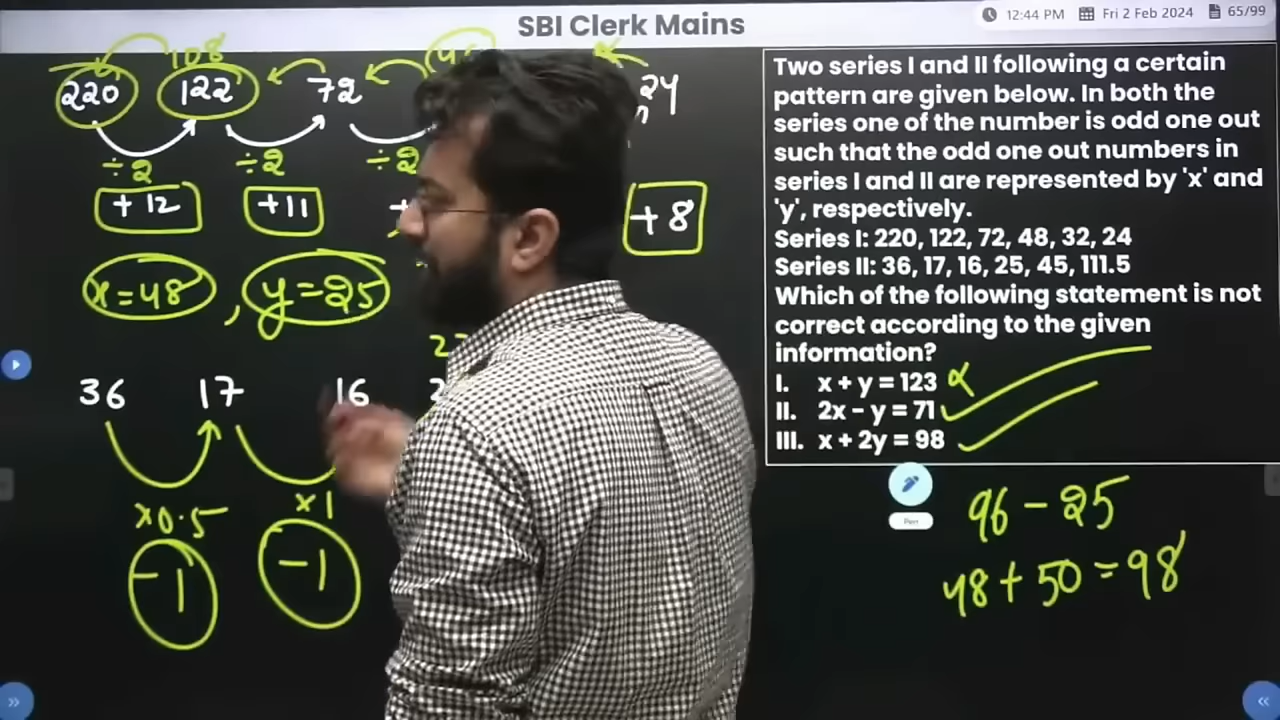 SBI Clerk Mains
12:44 PM Fri 2 Feb 2024 65/99
108
220 122 72 24
÷2 ÷2 ÷2
+12 +11 +8
x=48, y=25
36 17 16
×0.5 ×1
-1 -1
Two series I and II following a certain
pattern are given below. In both the
series one of the number is odd one out
such that the odd one out numbers in
series I and II are represented by 'x' and
'y', respectively.
Series I: 220, 122, 72, 48, 32, 24
Series II: 36, 17, 16, 25, 45, 111.5
Which of the following statement is not
correct according to the given
information?
I. x + y = 123
II. 2x – y = 71
III. x + 2y = 98
Pen
96-25
48+50=98